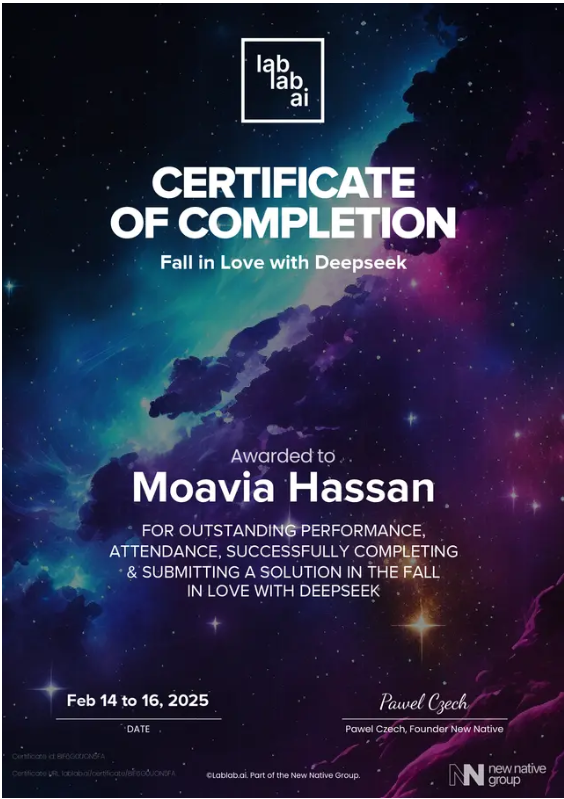 lab
lab
ai
CERTIFICATE
OF COMPLETION
Fall in Love with Deepseek
Awarded to
Moavia Hassan
FOR OUTSTANDING PERFORMANCE,
ATTENDANCE, SUCCESSFULLY COMPLETING
& SUBMITTING A SOLUTION IN THE FALL
IN LOVE WITH DEEPSEEK
Feb 14 to 16, 2025
DATE
Pawel Czech
Pawel Czech, Founder New Native
Certificate id:
Certificate URL:
©Lablab.ai. Part of the New Native Group.
NN new native
group